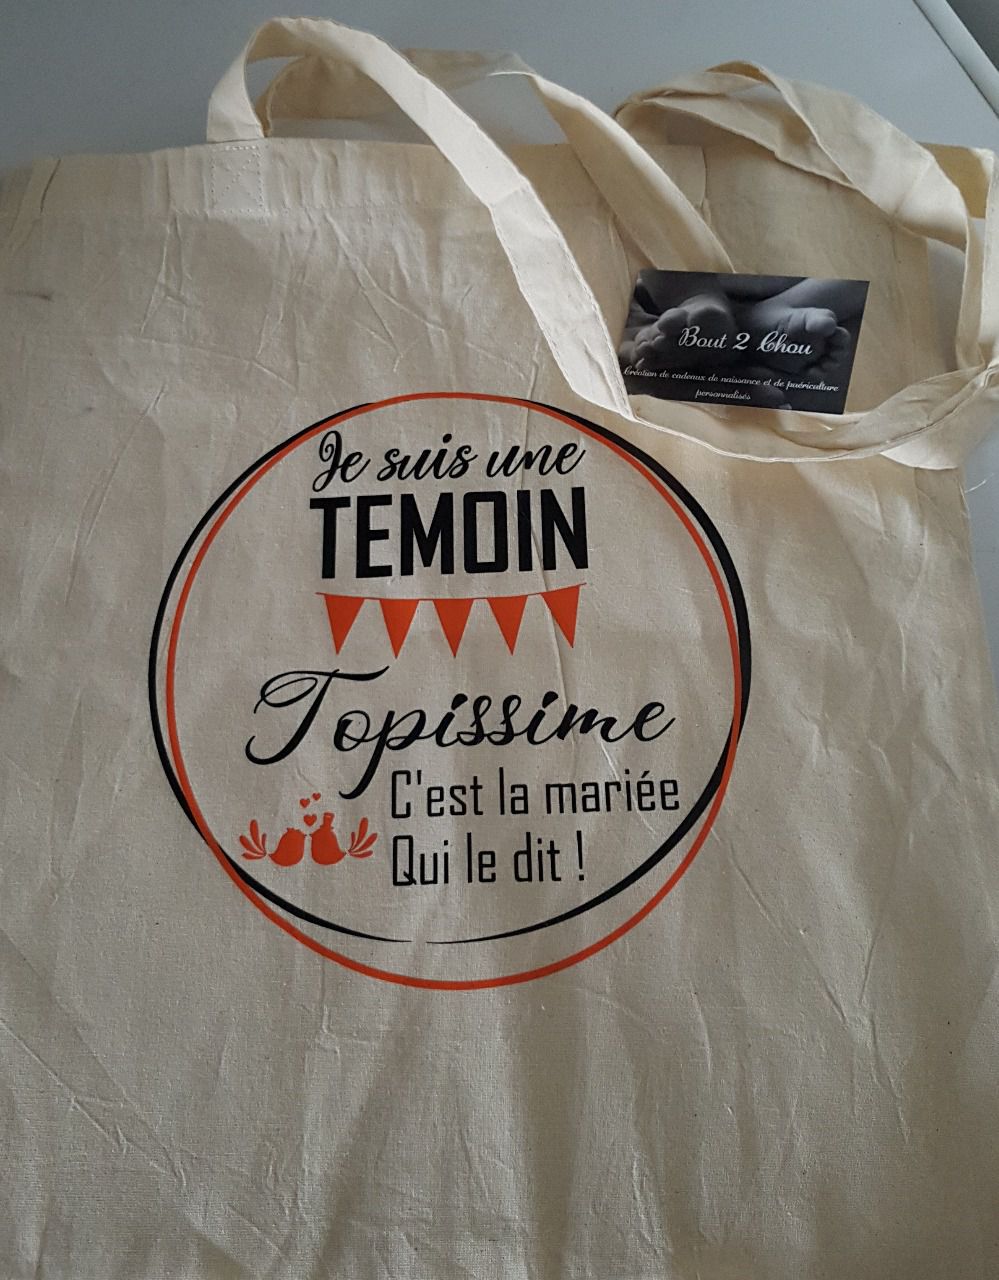 Bout 2 Chou
Création de cadeaux de naissance et de puériculture
personnalisés
Je suis une
TEMOIN
Topissime
C'est la mariée
Qui le dit !